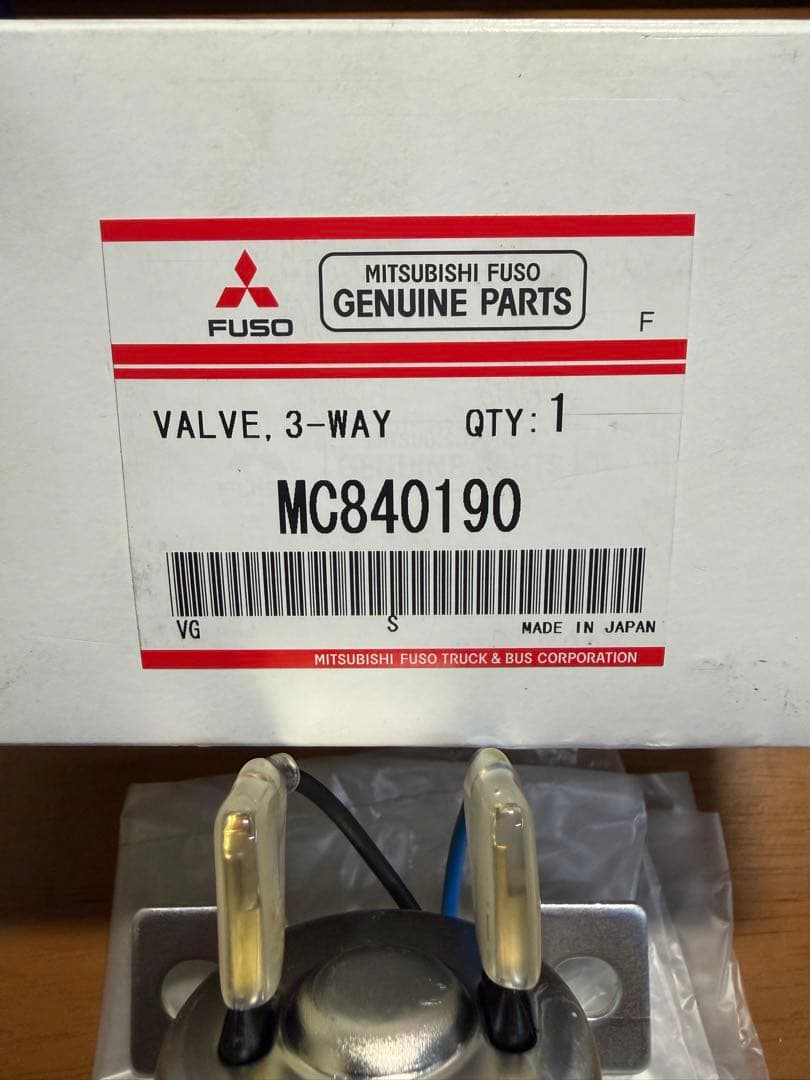 FUSO
MITSUBISHI FUSO
GENUINE PARTS
F
VALVE, 3-WAY QTY: 1
MC840190
VG S MADE IN JAPAN
MITSUBISHI FUSO TRUCK & BUS CORPORATION